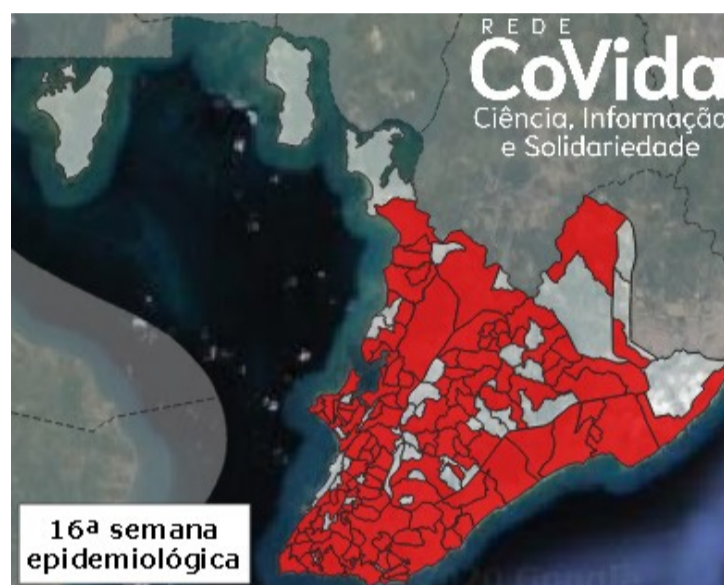 REDE
CoVida
Ciência, Informação
e Solidariedade
16ª semana
epidemiológica